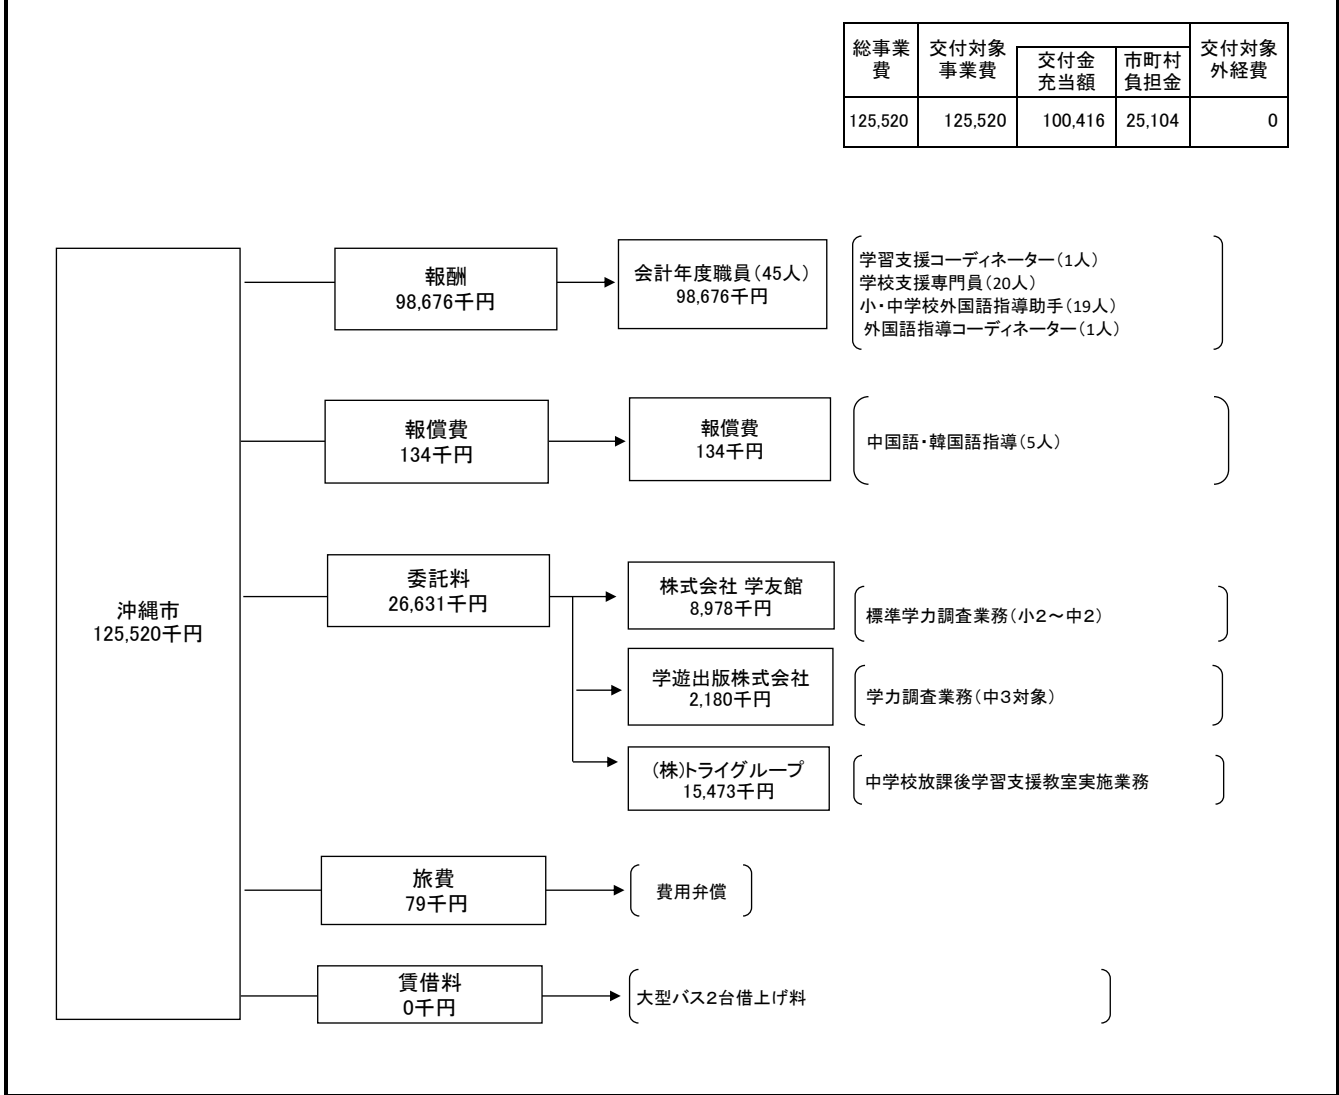 総事業
費
交付対象
事業費
交付金
充当額
市町村
負担金
交付対象
外経費
125,520
125,520
100,416
25,104
0
沖縄市
125,520千円
報酬
98,676千円
会計年度職員（45人）
98,676千円
学習支援コーディネーター（1人）
学校支援専門員（20人）
小・中学校外国語指導助手（19人）
外国語指導コーディネーター（1人）
報償費
134千円
報償費
134千円
中国語・韓国語指導（5人）
委託料
26,631千円
株式会社 学友館
8,978千円
標準学力調査業務（小２～中２）
学遊出版株式会社
2,180千円
学力調査業務（中３対象）
(株)トライグループ
15,473千円
中学校放課後学習支援教室実施業務
旅費
79千円
費用弁償
賃借料
0千円
大型バス２台借上げ料